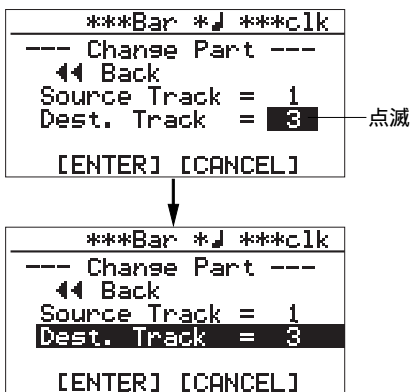 ***Bar *♩ ***clk
--- Change Part ---
◀◀ Back
Source Track = 1
Dest. Track = 3
点滅
[ENTER] [CANCEL]
***Bar *♩ ***clk
--- Change Part ---
◀◀ Back
Source Track = 1
Dest. Track = 3
[ENTER] [CANCEL]